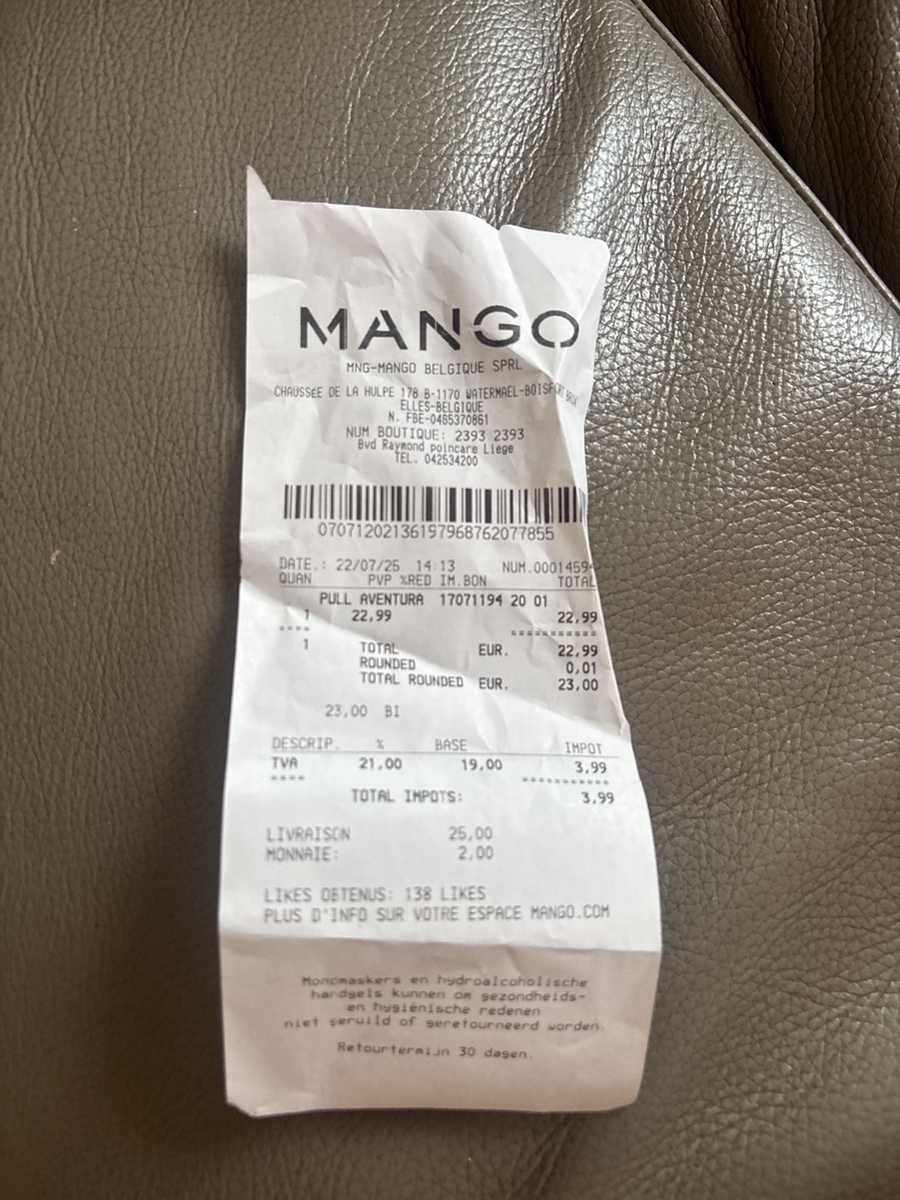 MANGO
MNG-MANGO BELGIQUE SPRL
CHAUSSéE DE LA HULPE 178 B-1170 WATERMAEL-BOISFORT BRUX
ELLES-BELGIQUE
N. FBE-0465370861
NUM BOUTIQUE: 2393 2393
Bvd Raymond poincare Liege
TEL. 042534200
07071202136197968762077855
DATE.: 22/07/25 14:13 NUM.00014594
QUAN PVP %RED IM.BON TOTAL
PULL AVENTURA 17071194 20 01
1 22,99 22,99
==== ===========
1 TOTAL EUR. 22,99
ROUNDED 0,01
TOTAL ROUNDED EUR. 23,00
23,00 BI
DESCRIP. % BASE IMPOT
TVA 21,00 19,00 3,99
==== ===========
TOTAL IMPOTS: 3,99
LIVRAISON 25,00
MONNAIE: 2,00
LIKES OBTENUS: 138 LIKES
PLUS D'INFO SUR VOTRE ESPACE MANGO.COM
Mondmaskers en hydroalcoholische
handgels kunnen om gezondheids-
en hygiënische redenen
niet geruild of geretourneerd worden.
Retourtermijn 30 dagen.